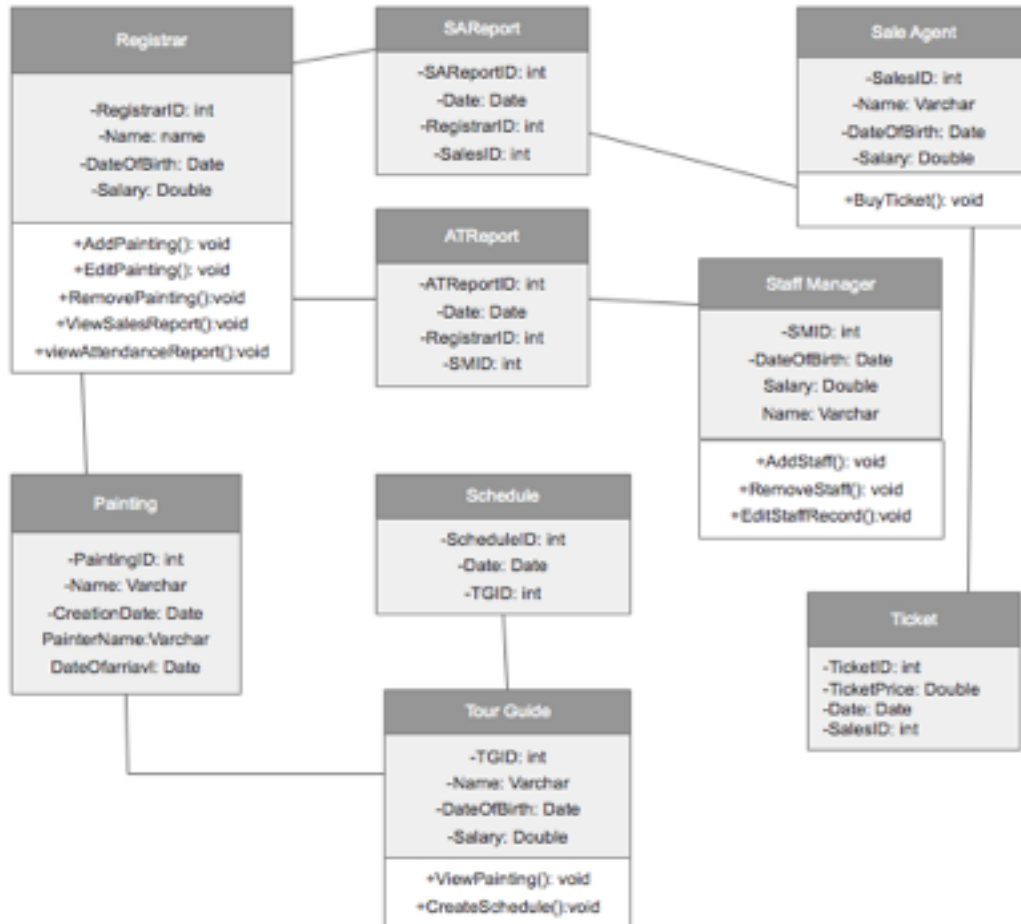 Registrar
-RegistrarID: int
-Name: name
-DateOfBirth: Date
-Salary: Double
+AddPainting(): void
+EditPainting(): void
+RemovePainting():void
+ViewSalesReport():void
+viewAttendanceReport():void
SAReport
-SAReportID: int
-Date: Date
-RegistrarID: int
-SalesID: int
Sale Agent
-SalesID: int
-Name: Varchar
-DateOfBirth: Date
-Salary: Double
+BuyTicket(): void
ATReport
-ATReportID: int
-Date: Date
-RegistrarID: int
-SMID: int
Staff Manager
-SMID: int
-DateOfBirth: Date
Salary: Double
Name: Varchar
+AddStaff(): void
+RemoveStaff(): void
+EditStaffRecord():void
Painting
-PaintingID: int
-Name: Varchar
-CreationDate: Date
PainterName:Varchar
DateOfarriavl: Date
Schedule
-ScheduleID: int
-Date: Date
-TGID: int
Ticket
-TicketID: int
-TicketPrice: Double
-Date: Date
-SalesID: int
Tour Guide
-TGID: int
-Name: Varchar
-DateOfBirth: Date
-Salary: Double
+ViewPainting(): void
+CreateSchedule():void